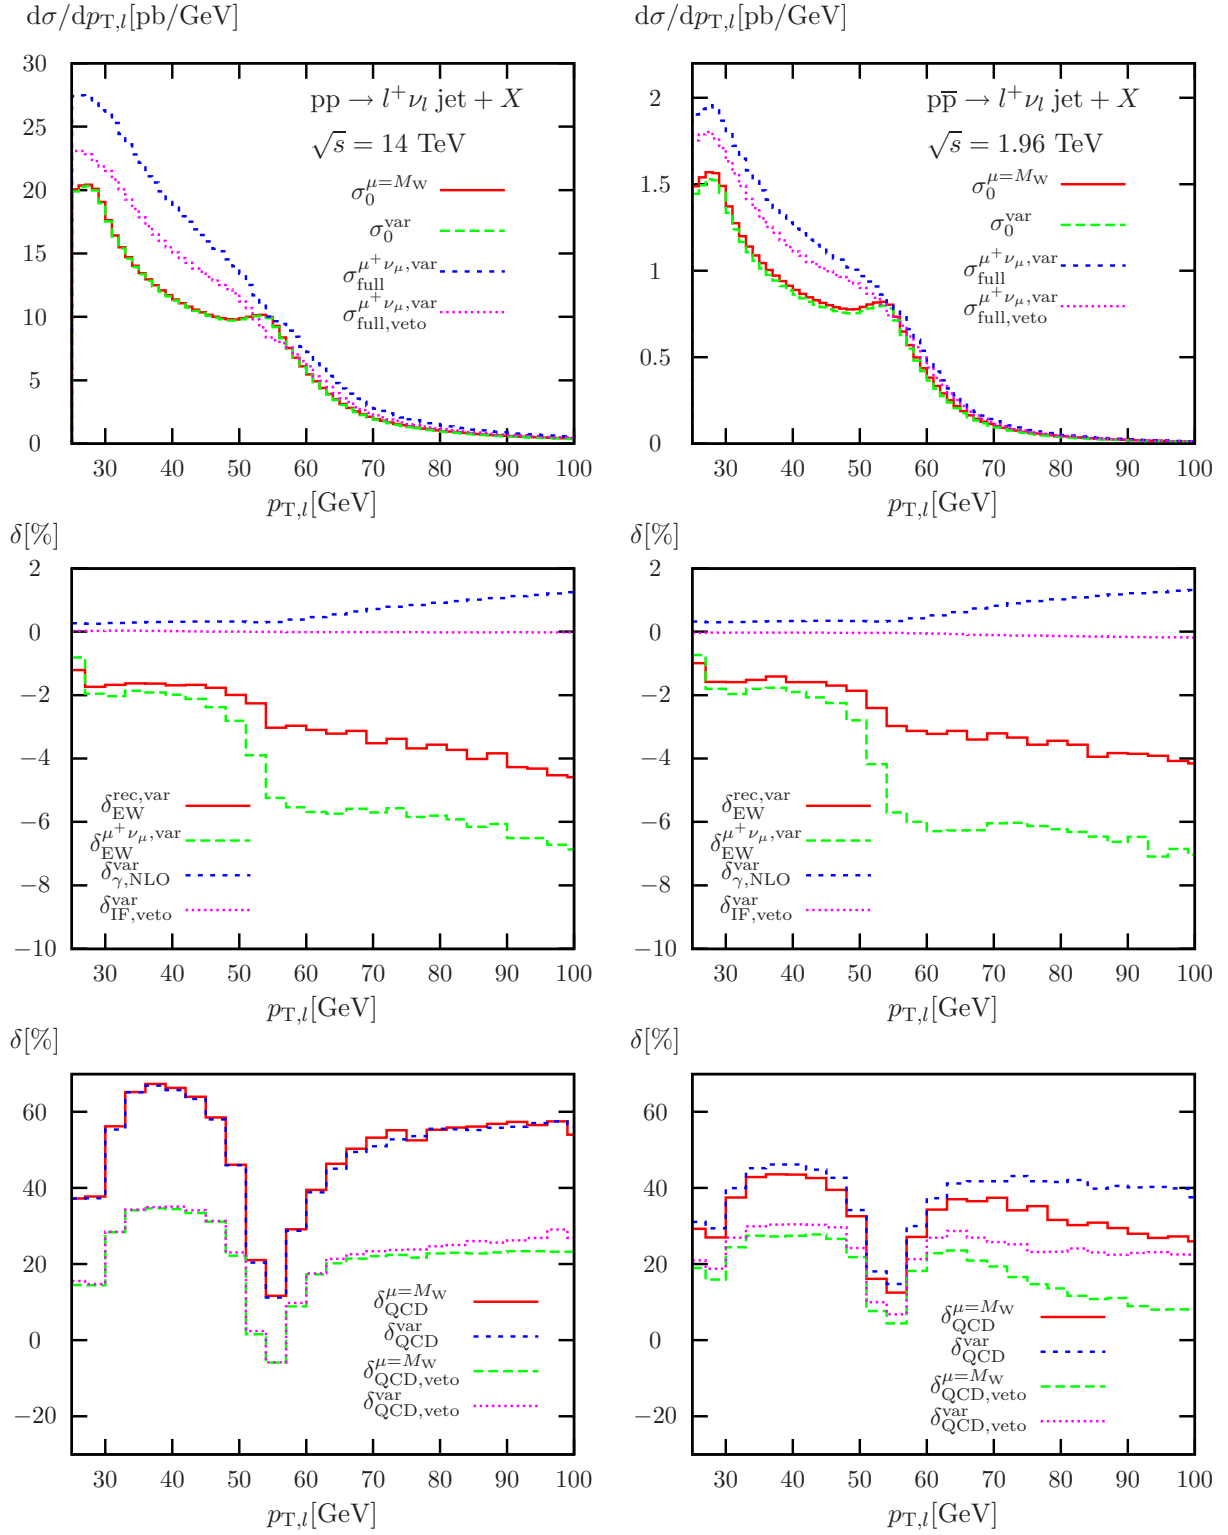 dσ/dp_{T,l}[pb/GeV]
30
25
20
15
10
5
0
pp → l⁺ν_l jet + X
√s = 14 TeV
σ_0^{μ=M_W}
σ_0^{var}
σ_{full}^{μ⁺ν_μ,var}
σ_{full,veto}^{μ⁺ν_μ,var}
30 40 50 60 70 80 90 100
p_{T,l}[GeV]
dσ/dp_{T,l}[pb/GeV]
2
1.5
1
0.5
0
pp̅ → l⁺ν_l jet + X
√s = 1.96 TeV
σ_0^{μ=M_W}
σ_0^{var}
σ_{full}^{μ⁺ν_μ,var}
σ_{full,veto}^{μ⁺ν_μ,var}
30 40 50 60 70 80 90 100
p_{T,l}[GeV]
δ[%]
2
0
−2
−4
−6
−8
−10
δ_{EW}^{rec,var}
δ_{EW}^{μ⁺ν_μ,var}
δ_{γ,NLO}^{var}
δ_{IF,veto}^{var}
30 40 50 60 70 80 90 100
p_{T,l}[GeV]
δ[%]
2
0
−2
−4
−6
−8
−10
δ_{EW}^{rec,var}
δ_{EW}^{μ⁺ν_μ,var}
δ_{γ,NLO}^{var}
δ_{IF,veto}^{var}
30 40 50 60 70 80 90 100
p_{T,l}[GeV]
δ[%]
60
40
20
0
−20
δ_{QCD}^{μ=M_W}
δ_{QCD}^{var}
δ_{QCD,veto}^{μ=M_W}
δ_{QCD,veto}^{var}
30 40 50 60 70 80 90 100
p_{T,l}[GeV]
δ[%]
60
40
20
0
−20
δ_{QCD}^{μ=M_W}
δ_{QCD}^{var}
δ_{QCD,veto}^{μ=M_W}
δ_{QCD,veto}^{var}
30 40 50 60 70 80 90 100
p_{T,l}[GeV]